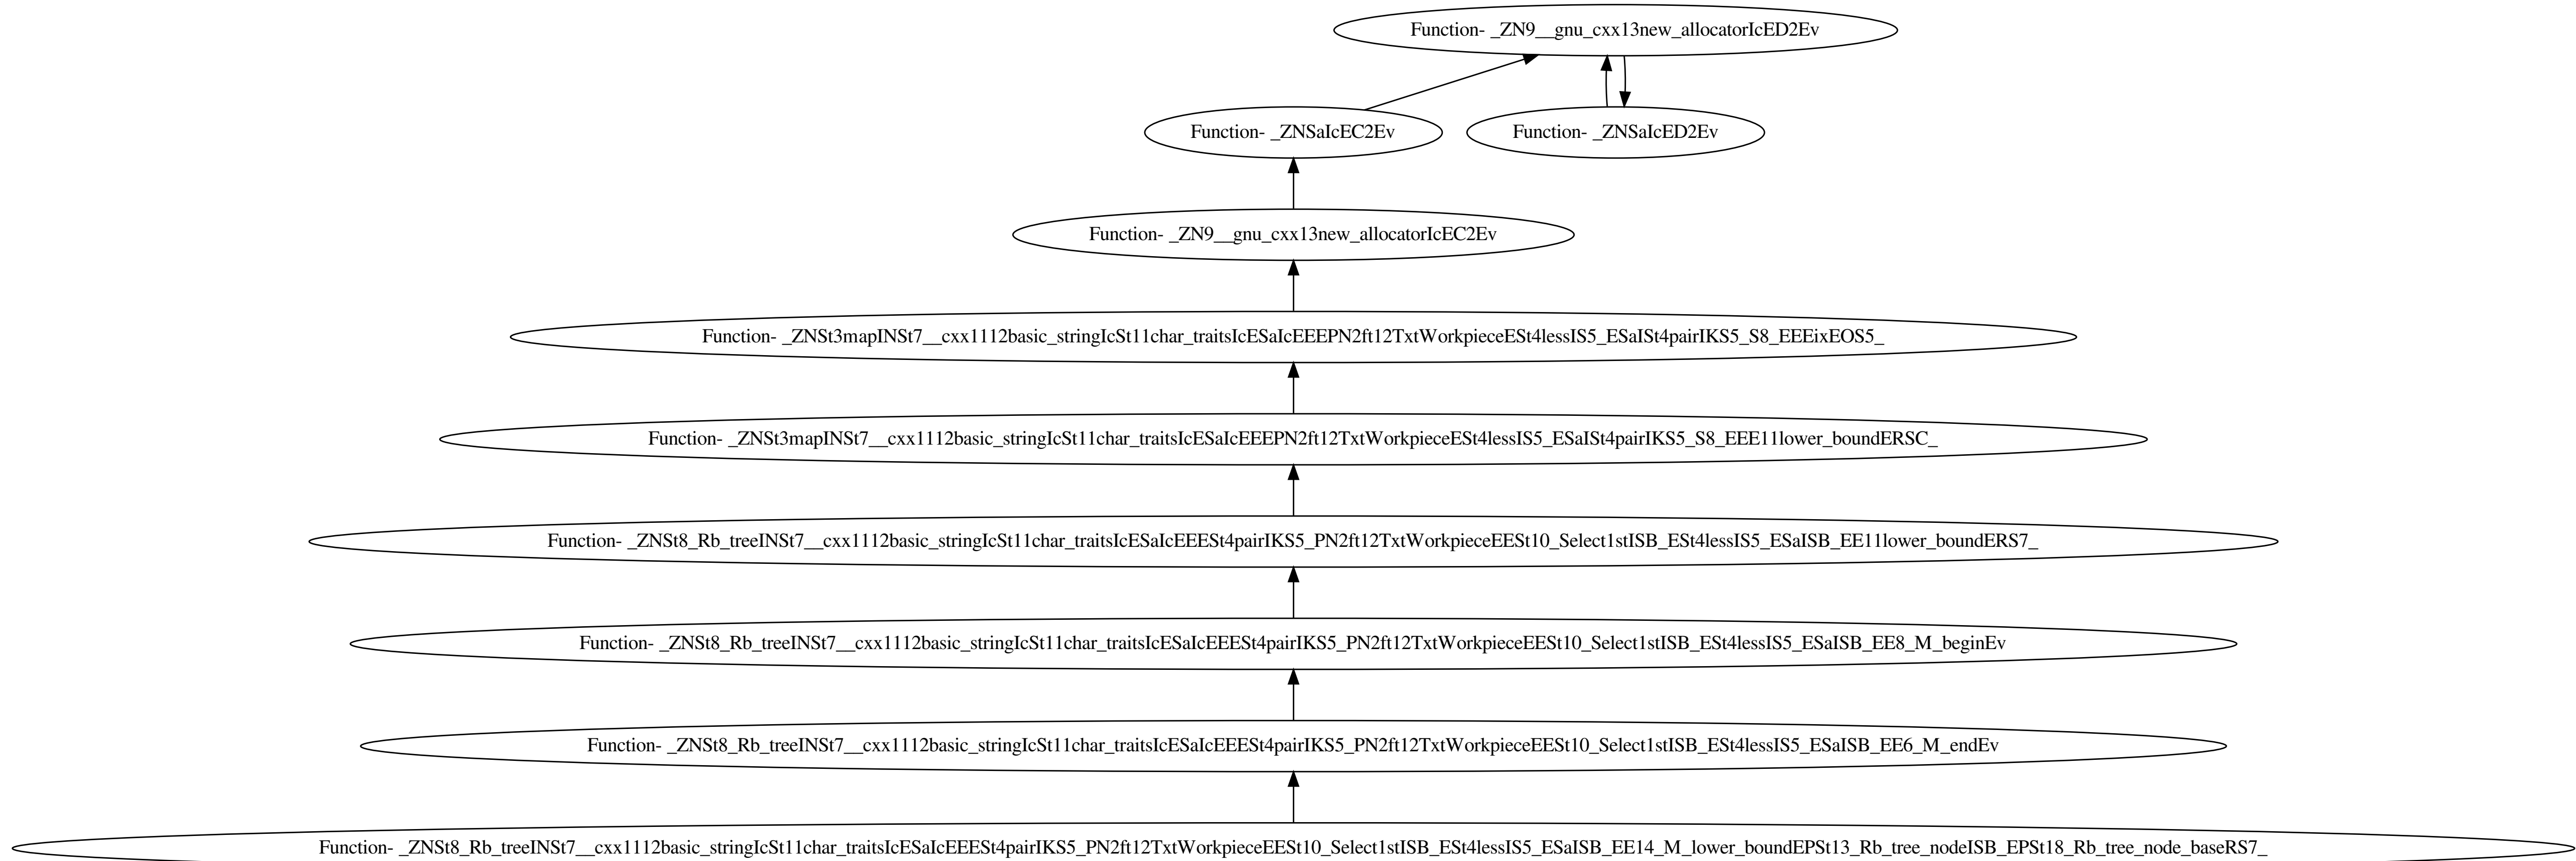 Function- _ZN9__gnu_cxx13new_allocatorIcED2Ev
Function- _ZNSaIcEC2Ev
Function- _ZNSaIcED2Ev
Function- _ZN9__gnu_cxx13new_allocatorIcEC2Ev
Function- _ZNSt3mapINSt7__cxx1112basic_stringIcSt11char_traitsIcESaIcEEEPN2ft12TxtWorkpieceESt4lessIS5_ESaISt4pairIKS5_S8_EEEixEOS5_
Function- _ZNSt3mapINSt7__cxx1112basic_stringIcSt11char_traitsIcESaIcEEEPN2ft12TxtWorkpieceESt4lessIS5_ESaISt4pairIKS5_S8_EEE11lower_boundERSC_
Function- _ZNSt8_Rb_treeINSt7__cxx1112basic_stringIcSt11char_traitsIcESaIcEEESt4pairIKS5_PN2ft12TxtWorkpieceEESt10_Select1stISB_ESt4lessIS5_ESaISB_EE11lower_boundERS7_
Function- _ZNSt8_Rb_treeINSt7__cxx1112basic_stringIcSt11char_traitsIcESaIcEEESt4pairIKS5_PN2ft12TxtWorkpieceEESt10_Select1stISB_ESt4lessIS5_ESaISB_EE8_M_beginEv
Function- _ZNSt8_Rb_treeINSt7__cxx1112basic_stringIcSt11char_traitsIcESaIcEEESt4pairIKS5_PN2ft12TxtWorkpieceEESt10_Select1stISB_ESt4lessIS5_ESaISB_EE6_M_endEv
Function- _ZNSt8_Rb_treeINSt7__cxx1112basic_stringIcSt11char_traitsIcESaIcEEESt4pairIKS5_PN2ft12TxtWorkpieceEESt10_Select1stISB_ESt4lessIS5_ESaISB_EE14_M_lower_boundEPSt13_Rb_tree_nodeISB_EPSt18_Rb_tree_node_baseRS7_